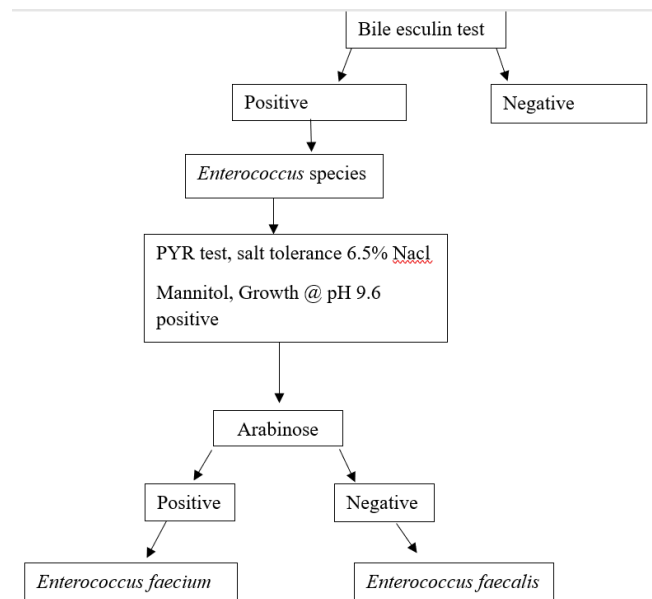 Bile esculin test
Positive
Negative
Enterococcus species
PYR test, salt tolerance 6.5% Nacl
Mannitol, Growth @ pH 9.6
positive
Arabinose
Positive
Negative
Enterococcus faecium
Enterococcus faecalis